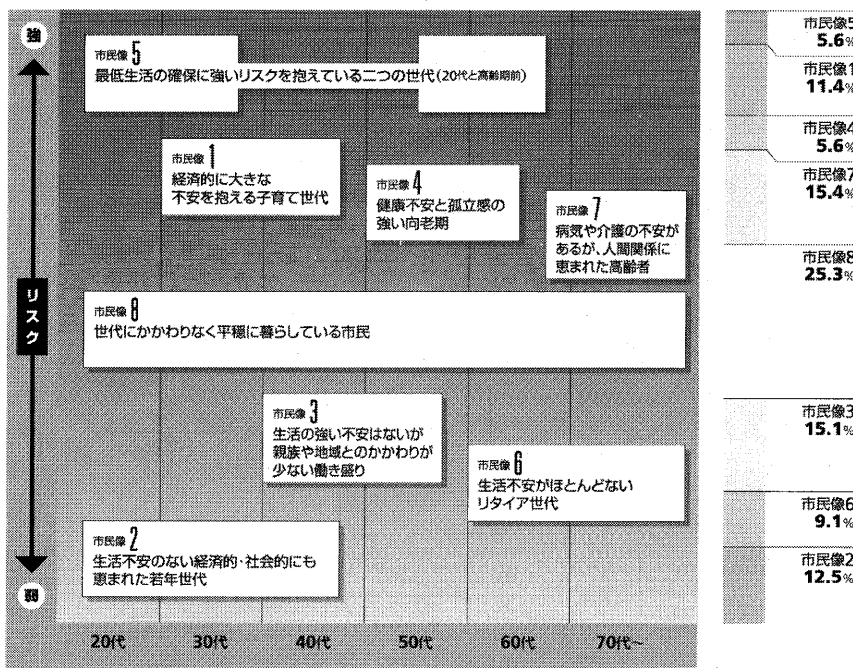 強
リスク
弱
市民像5
最低生活の確保に強いリスクを抱えている二つの世代(20代と高齢期前)
市民像1
経済的に大きな
不安を抱える子育て世代
市民像4
健康不安と孤立感の
強い向老期
市民像7
病気や介護の不安が
あるが、人間関係に
恵まれた高齢者
市民像8
世代にかかわりなく平穏に暮らしている市民
市民像3
生活の強い不安はないが
親族や地域とのかかわりが
少ない働き盛り
市民像6
生活不安がほとんどない
リタイア世代
市民像2
生活不安のない経済的・社会的にも
恵まれた若年世代
20代 30代 40代 50代 60代 70代〜
市民像5
5.6%
市民像1
11.4%
市民像4
5.6%
市民像7
15.4%
市民像8
25.3%
市民像3
15.1%
市民像6
9.1%
市民像2
12.5%